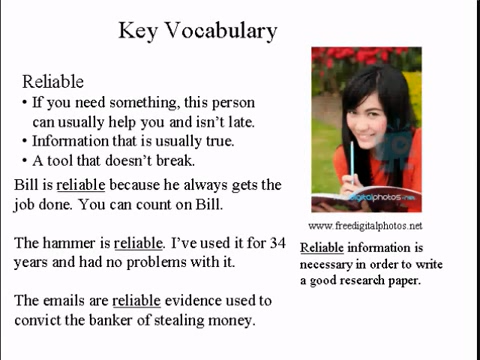 Key Vocabulary
Reliable
• If you need something, this person
can usually help you and isn't late.
• Information that is usually true.
• A tool that doesn't break.
Bill is reliable because he always gets the
job done. You can count on Bill.
The hammer is reliable. I've used it for 34
years and had no problems with it.
The emails are reliable evidence used to
convict the banker of stealing money.
www.freedigitalphotos.net
Reliable information is
necessary in order to write
a good research paper.